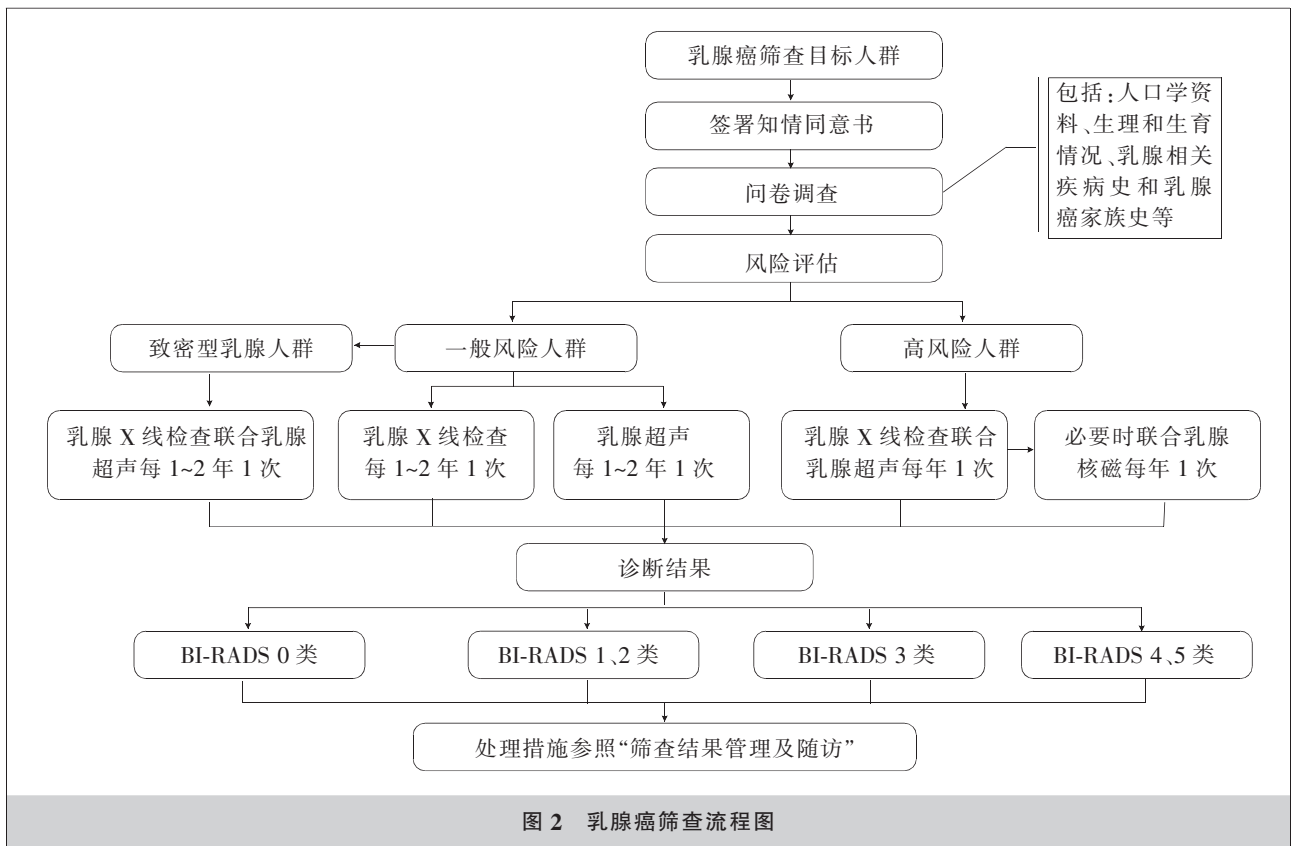 乳腺癌筛查目标人群
签署知情同意书
问卷调查
包括:人口学资
料、生理和生育
情况、乳腺相关
疾病史和乳腺
癌家族史等
风险评估
致密型乳腺人群
一般风险人群
高风险人群
乳腺 X 线检查联合乳腺
超声每 1~2 年 1 次
乳腺 X 线检查
每 1~2 年 1 次
乳腺超声
每 1~2 年 1 次
乳腺 X 线检查联合
乳腺超声每年 1 次
必要时联合乳腺
核磁每年 1 次
诊断结果
BI-RADS 0 类
BI-RADS 1、2 类
BI-RADS 3 类
BI-RADS 4、5 类
处理措施参照“筛查结果管理及随访”
图 2 乳腺癌筛查流程图